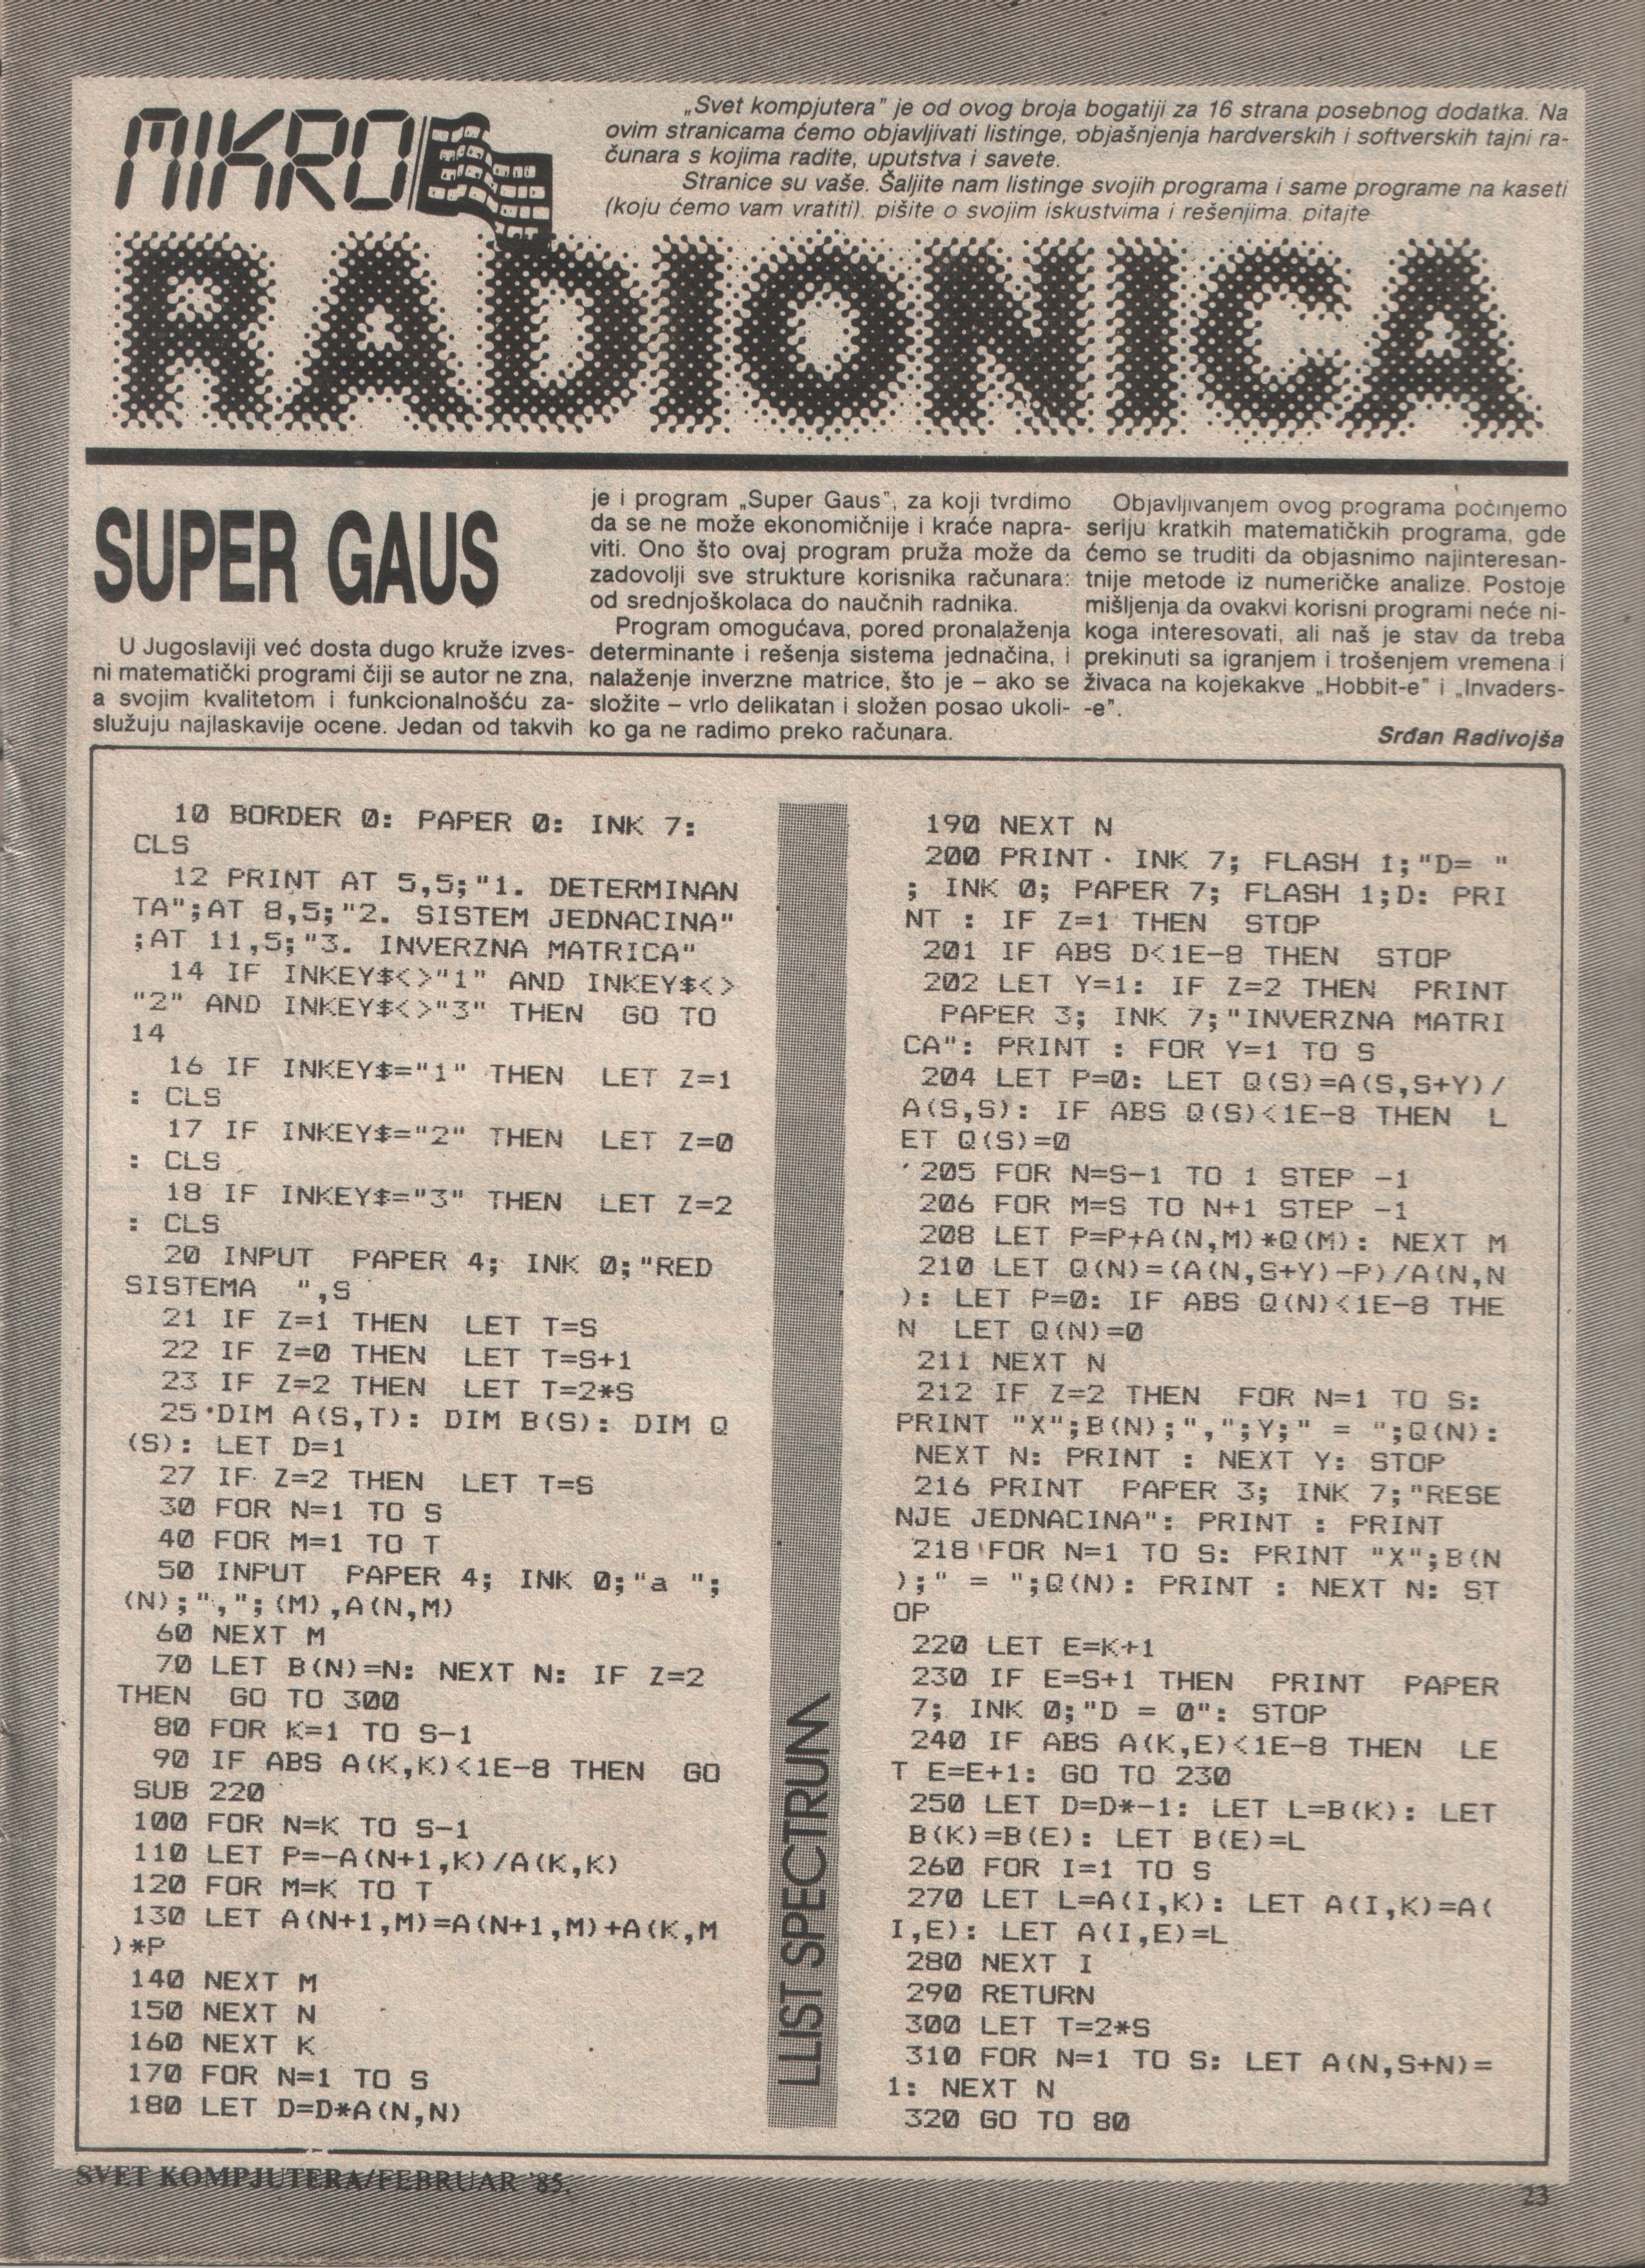 MIKRO
„Svet kompjutera" je od ovog broja bogatiji za 16 strana posebnog dodatka. Na
ovim stranicama ćemo objavljivati listinge, objašnjenja hardverskih i softverskih tajni ra-
čunara s kojima radite, uputstva i savete.
Stranice su vaše. Šaljite nam listinge svojih programa i same programe na kaseti
(koju ćemo vam vratiti), pišite o svojim iskustvima i rešenjima, pitajte
RADIONICA
SUPER GAUS
U Jugoslaviji već dosta dugo kruže izves-
ni matematički programi čiji se autor ne zna,
a svojim kvalitetom i funkcionalnošću za-
služuju najlaskavije ocene. Jedan od takvih
je i program „Super Gaus", za koji tvrdimo
da se ne može ekonomičnije i kraće napra-
viti. Ono što ovaj program pruža može da
zadovolji sve strukture korisnika računara:
od srednjoškolaca do naučnih radnika.
Program omogućava, pored pronalaženja
determinante i rešenja sistema jednačina, i
nalaženje inverzne matrice, što je – ako se
složite – vrlo delikatan i složen posao ukoli-
ko ga ne radimo preko računara.
Objavljivanjem ovog programa počinjemo
seriju kratkih matematičkih programa, gde
ćemo se truditi da objasnimo najinteresan-
tnije metode iz numeričke analize. Postoje
mišljenja da ovakvi korisni programi neće ni-
koga interesovati, ali naš je stav da treba
prekinuti sa igranjem i trošenjem vremena i
živaca na kojekakve „Hobbit-e" i „Invaders-
-e".
Srđan Radivojša
10 BORDER 0: PAPER 0: INK 7:
CLS
12 PRINT AT 5,5;"1. DETERMINAN
TA";AT 8,5;"2. SISTEM JEDNACINA"
;AT 11,5;"3. INVERZNA MATRICA"
14 IF INKEY$<>"1" AND INKEY$<>
"2" AND INKEY$<>"3" THEN GO TO
14
16 IF INKEY$="1" THEN LET Z=1
: CLS
17 IF INKEY$="2" THEN LET Z=0
: CLS
18 IF INKEY$="3" THEN LET Z=2
: CLS
20 INPUT PAPER 4; INK 0;"RED
SISTEMA ",S
21 IF Z=1 THEN LET T=S
22 IF Z=0 THEN LET T=S+1
23 IF Z=2 THEN LET T=2*S
25 DIM A(S,T): DIM B(S): DIM Q
(S): LET D=1
27 IF Z=2 THEN LET T=S
30 FOR N=1 TO S
40 FOR M=1 TO T
50 INPUT PAPER 4; INK 0;"a ";
(N);",";(M),A(N,M)
60 NEXT M
70 LET B(N)=N: NEXT N: IF Z=2
THEN GO TO 300
80 FOR K=1 TO S-1
90 IF ABS A(K,K)<1E-8 THEN GO
SUB 220
100 FOR N=K TO S-1
110 LET P=-A(N+1,K)/A(K,K)
120 FOR M=K TO T
130 LET A(N+1,M)=A(N+1,M)+A(K,M
)*P
140 NEXT M
150 NEXT N
160 NEXT K
170 FOR N=1 TO S
180 LET D=D*A(N,N)
LLIST SPECTRUM
190 NEXT N
200 PRINT INK 7; FLASH 1;"D= "
; INK 0; PAPER 7; FLASH 1;D: PRI
NT : IF Z=1 THEN STOP
201 IF ABS D<1E-8 THEN STOP
202 LET Y=1: IF Z=2 THEN PRINT
PAPER 3; INK 7;"INVERZNA MATRI
CA": PRINT : FOR Y=1 TO S
204 LET P=0: LET Q(S)=A(S,S+Y)/
A(S,S): IF ABS Q(S)<1E-8 THEN L
ET Q(S)=0
205 FOR N=S-1 TO 1 STEP -1
206 FOR M=S TO N+1 STEP -1
208 LET P=P+A(N,M)*Q(M): NEXT M
210 LET Q(N)=(A(N,S+Y)-P)/A(N,N
): LET P=0: IF ABS Q(N)<1E-8 THE
N LET Q(N)=0
211 NEXT N
212 IF Z=2 THEN FOR N=1 TO S:
PRINT "X";B(N);",";Y;" = ";Q(N):
NEXT N: PRINT : NEXT Y: STOP
216 PRINT PAPER 3; INK 7;"RESE
NJE JEDNACINA": PRINT : PRINT
218 FOR N=1 TO S: PRINT "X";B(N
);" = ";Q(N): PRINT : NEXT N: ST
OP
220 LET E=K+1
230 IF E=S+1 THEN PRINT PAPER
7; INK 0;"D = 0": STOP
240 IF ABS A(K,E)<1E-8 THEN LE
T E=E+1: GO TO 230
250 LET D=D*-1: LET L=B(K): LET
B(K)=B(E): LET B(E)=L
260 FOR I=1 TO S
270 LET L=A(I,K): LET A(I,K)=A(
I,E): LET A(I,E)=L
280 NEXT I
290 RETURN
300 LET T=2*S
310 FOR N=1 TO S: LET A(N,S+N)=
1: NEXT N
320 GO TO 80
SVET KOMPJUTERA/FEBRUAR '85.
23